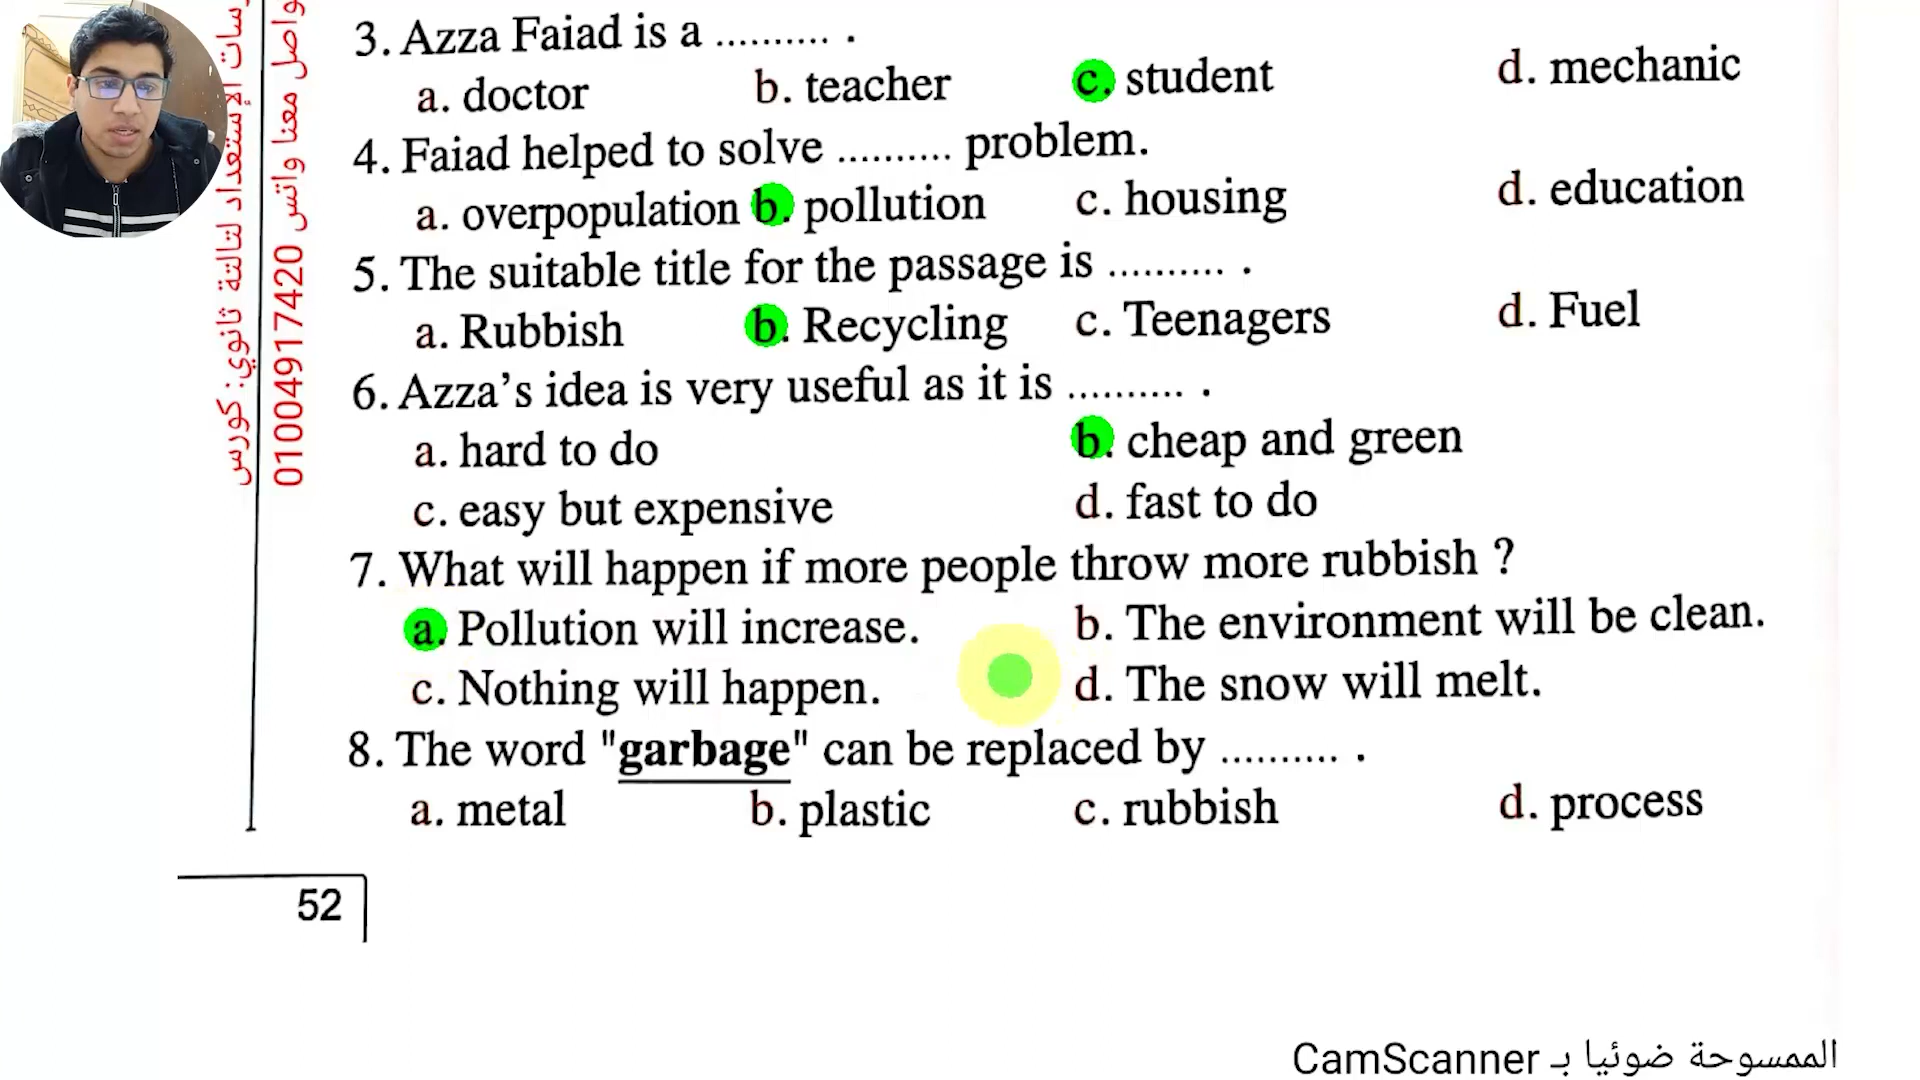 رسات الإستعداد لتالتة ثانوي: كورس
واصل معنا واتس 01004917420
3. Azza Faiad is a .......... .
a. doctor b. teacher c. student d. mechanic
4. Faiad helped to solve .......... problem.
a. overpopulation b. pollution c. housing d. education
5. The suitable title for the passage is .......... .
a. Rubbish b. Recycling c. Teenagers d. Fuel
6. Azza's idea is very useful as it is .......... .
a. hard to do b. cheap and green
c. easy but expensive d. fast to do
7. What will happen if more people throw more rubbish ?
a. Pollution will increase. b. The environment will be clean.
c. Nothing will happen. d. The snow will melt.
8. The word "garbage" can be replaced by .......... .
a. metal b. plastic c. rubbish d. process
52
الممسوحة ضوئيا بـ CamScanner